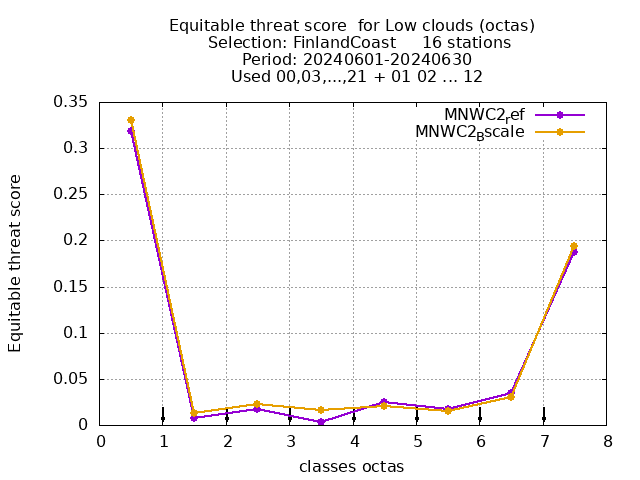 Equitable threat score  for Low clouds (octas)
Selection: FinlandCoast     16 stations
Period: 20240601-20240630
Used 00,03,...,21 + 01 02 ... 12
MNWC2ref
MNWC2Bscale
Equitable threat score
0.35
0.3
0.25
0.2
0.15
0.1
0.05
0
0 1 2 3 4 5 6 7 8
classes octas